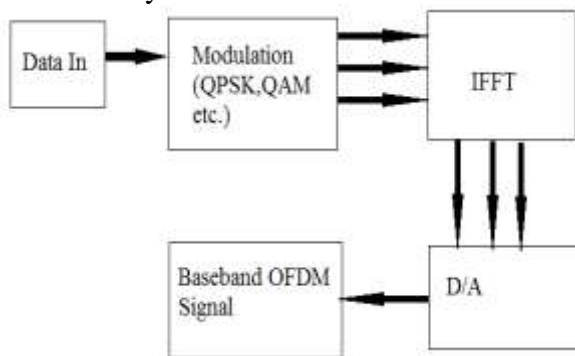 Data In
Modulation
(QPSK,QAM
etc.)
IFFT
Baseband OFDM
Signal
D/A